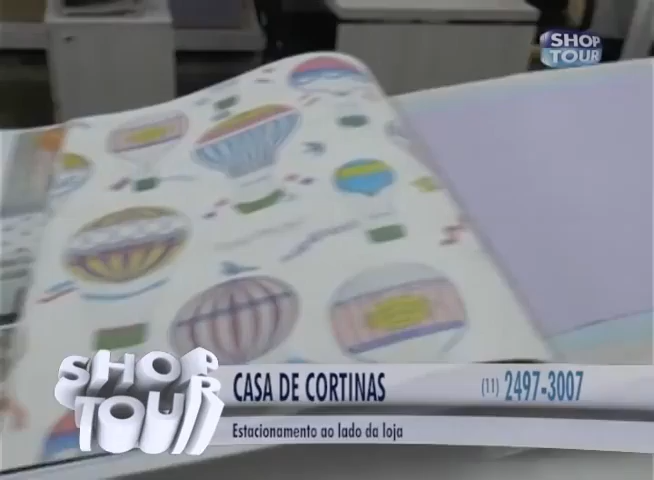 SHOP
TOUR
SHOP
TOUR
CASA DE CORTINAS
(11) 2497-3007
Estacionamento ao lado da loja